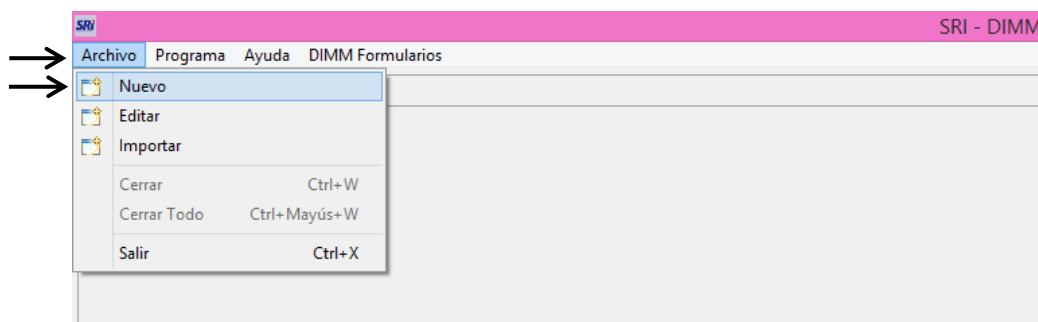 SRi
SRI - DIMM
Archivo Programa Ayuda DIMM Formularios
Nuevo
Editar
Importar
Cerrar Ctrl+W
Cerrar Todo Ctrl+Mayús+W
Salir Ctrl+X